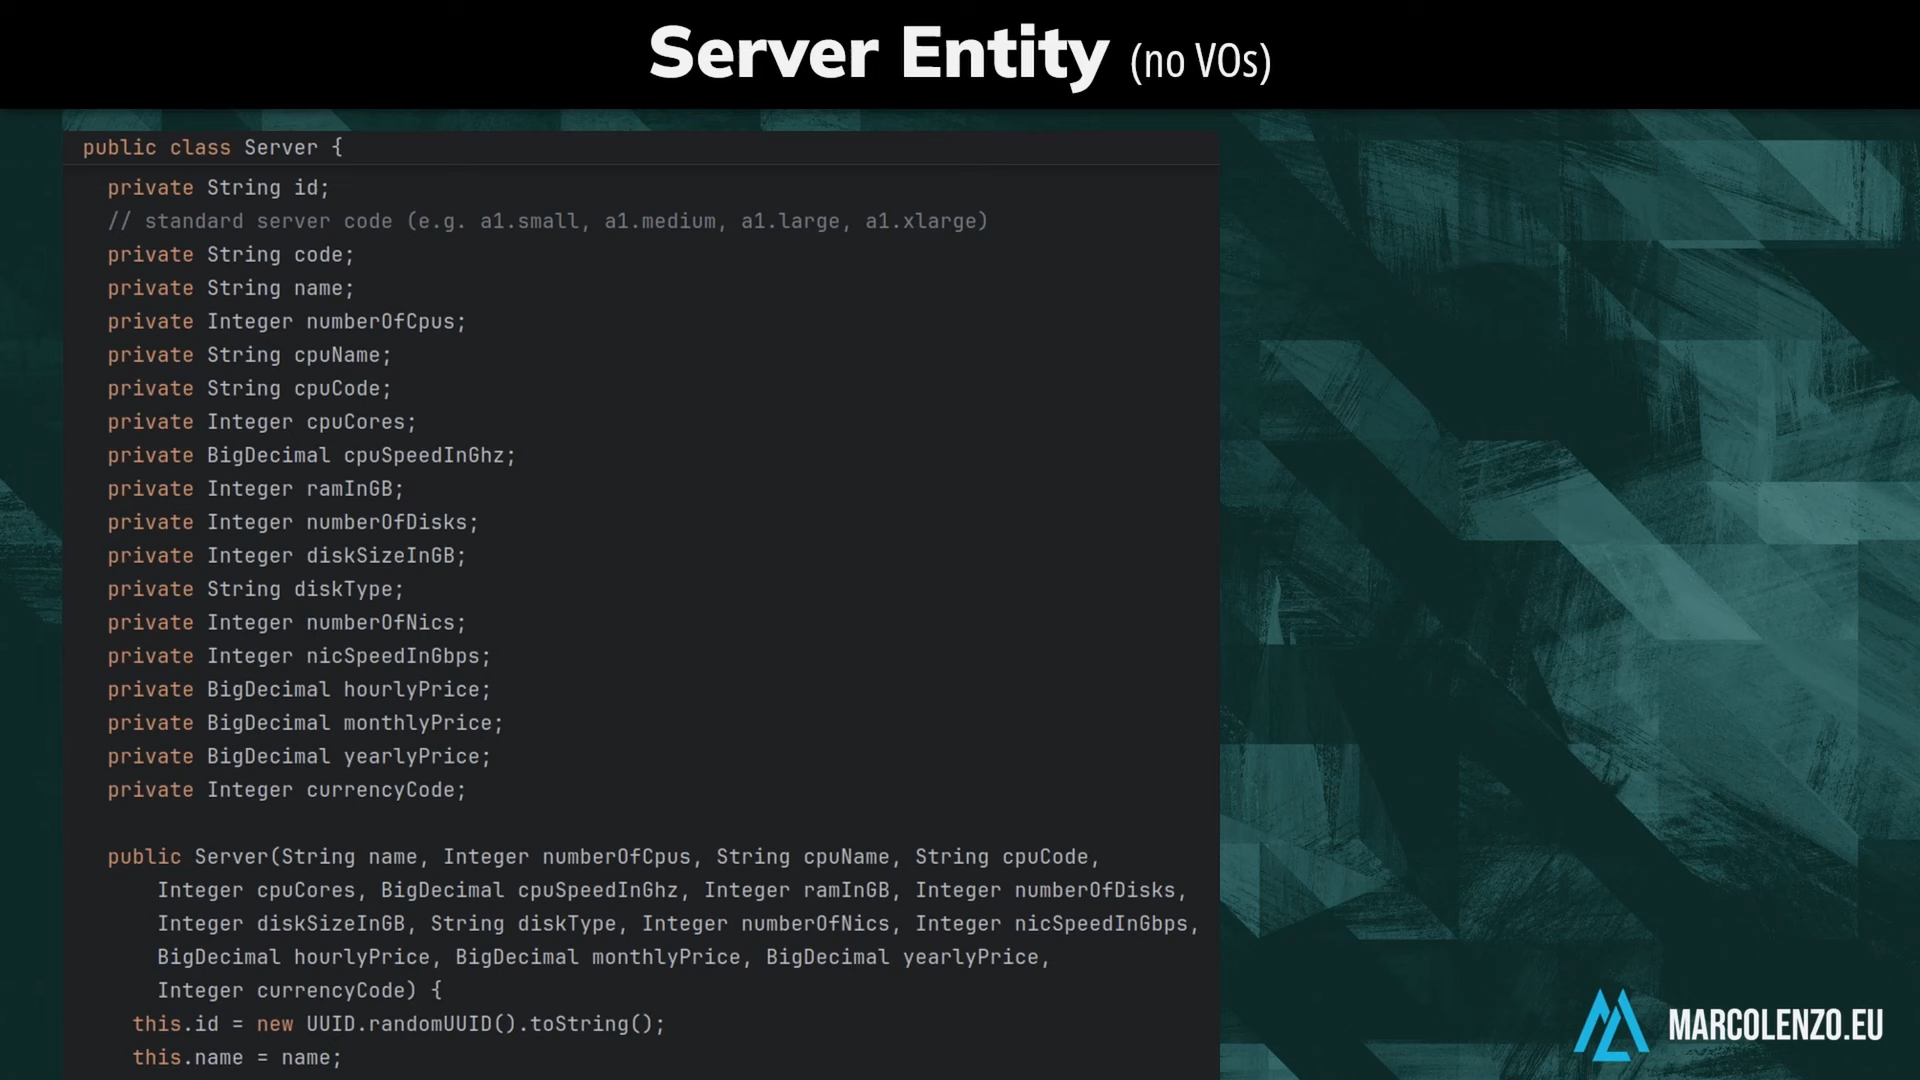 Server Entity (no VOs)
public class Server {
private String id;
// standard server code (e.g. a1.small, a1.medium, a1.large, a1.xlarge)
private String code;
private String name;
private Integer numberOfCpus;
private String cpuName;
private String cpuCode;
private Integer cpuCores;
private BigDecimal cpuSpeedInGhz;
private Integer ramInGB;
private Integer numberOfDisks;
private Integer diskSizeInGB;
private String diskType;
private Integer numberOfNics;
private Integer nicSpeedInGbps;
private BigDecimal hourlyPrice;
private BigDecimal monthlyPrice;
private BigDecimal yearlyPrice;
private Integer currencyCode;
public Server(String name, Integer numberOfCpus, String cpuName, String cpuCode,
Integer cpuCores, BigDecimal cpuSpeedInGhz, Integer ramInGB, Integer numberOfDisks,
Integer diskSizeInGB, String diskType, Integer numberOfNics, Integer nicSpeedInGbps,
BigDecimal hourlyPrice, BigDecimal monthlyPrice, BigDecimal yearlyPrice,
Integer currencyCode) {
this.id = new UUID.randomUUID().toString();
this.name = name;
MARCOLENZO.EU